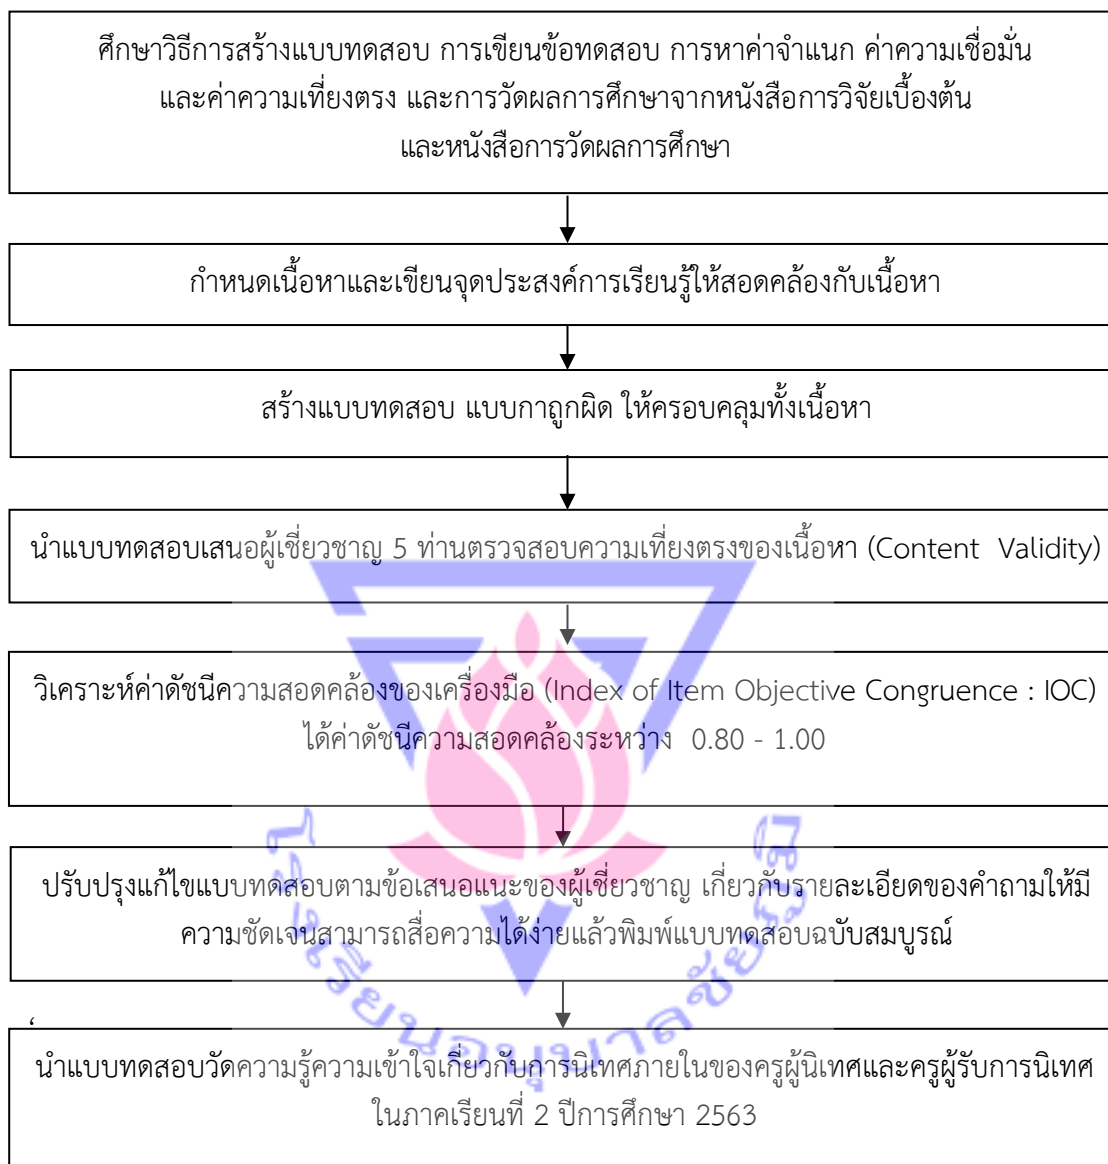 ศึกษาวิธีการสร้างแบบทดสอบ การเขียนข้อทดสอบ การหาค่าจำแนก ค่าความเชื่อมั่น
และค่าความเที่ยงตรง และการวัดผลการศึกษาจากหนังสือการวิจัยเบื้องต้น
และหนังสือการวัดผลการศึกษา
กำหนดเนื้อหาและเขียนจุดประสงค์การเรียนรู้ให้สอดคล้องกับเนื้อหา
สร้างแบบทดสอบ แบบกาถูกผิด ให้ครอบคลุมทั้งเนื้อหา
นำแบบทดสอบเสนอผู้เชี่ยวชาญ 5 ท่านตรวจสอบความเที่ยงตรงของเนื้อหา (Content Validity)
วิเคราะห์ค่าดัชนีความสอดคล้องของเครื่องมือ (Index of Item Objective Congruence : IOC)
ได้ค่าดัชนีความสอดคล้องระหว่าง 0.80 - 1.00
ปรับปรุงแก้ไขแบบทดสอบตามข้อเสนอแนะของผู้เชี่ยวชาญ เกี่ยวกับรายละเอียดของคำถามให้มี
ความชัดเจนสามารถสื่อความได้ง่ายแล้วพิมพ์แบบทดสอบฉบับสมบูรณ์
นำแบบทดสอบวัดความรู้ความเข้าใจเกี่ยวกับการนิเทศภายในของครูผู้นิเทศและครูผู้รับการนิเทศ
ในภาคเรียนที่ 2 ปีการศึกษา 2563
โรงเรียนอนุบาลชัยภูมิ